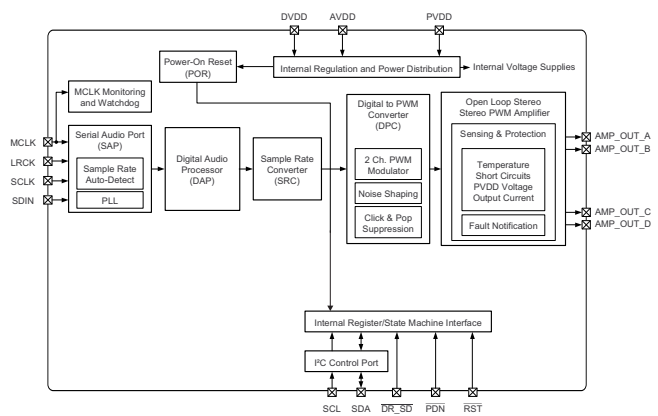 DVDD AVDD PVDD
Power-On Reset
(POR)
Internal Regulation and Power Distribution
Internal Voltage Supplies
MCLK Monitoring
and Watchdog
MCLK
LRCK
SCLK
SDIN
Serial Audio Port
(SAP)
Sample Rate
Auto-Detect
PLL
Digital Audio
Processor
(DAP)
Sample Rate
Converter
(SRC)
Digital to PWM
Converter
(DPC)
2 Ch. PWM
Modulator
Noise Shaping
Click & Pop
Suppression
Open Loop Stereo
Stereo PWM Amplifier
Sensing & Protection
Temperature
Short Circuits
PVDD Voltage
Output Current
Fault Notification
AMP_OUT_A
AMP_OUT_B
AMP_OUT_C
AMP_OUT_D
Internal Register/State Machine Interface
I²C Control Port
SCL SDA DR_SD PDN RST